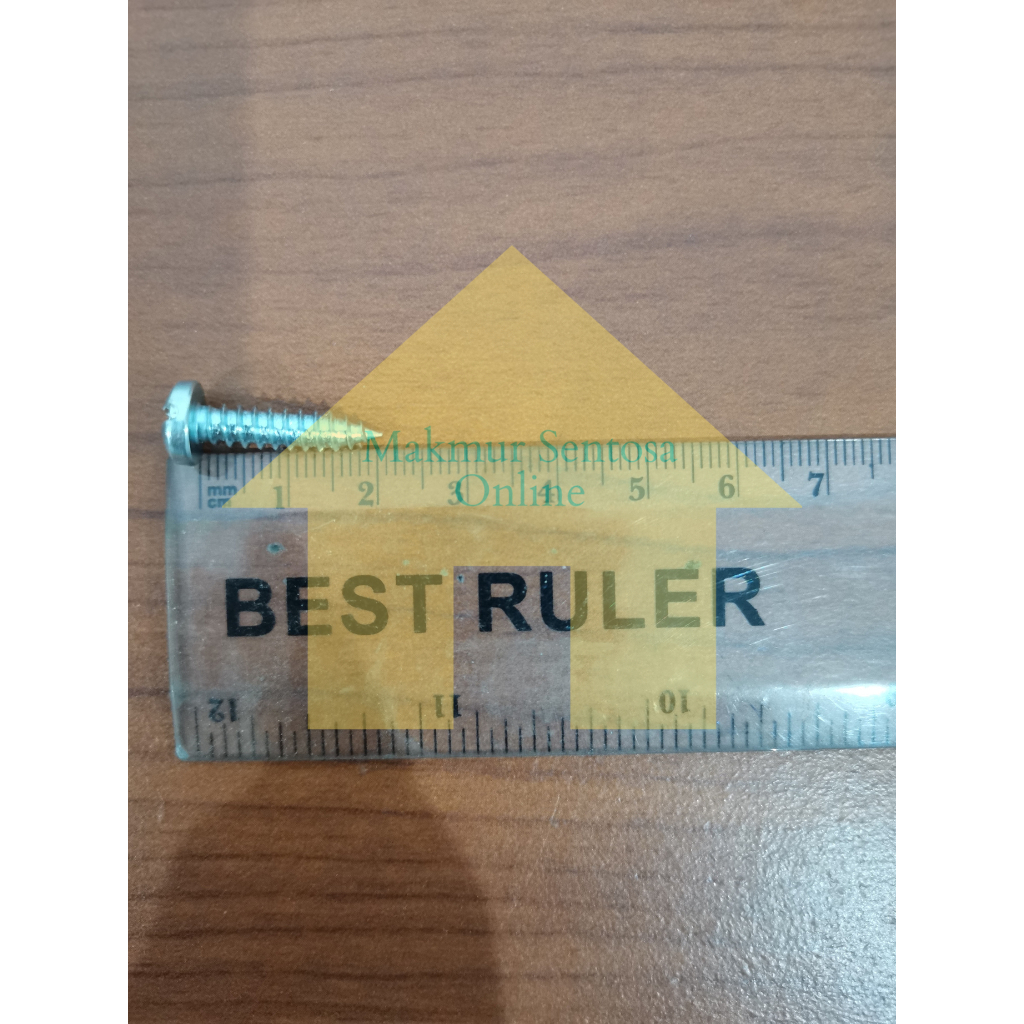 Makmur Sentosa
Online
mm
cm
1 2 3 4 5 6 7
BEST RULER
12 11 10